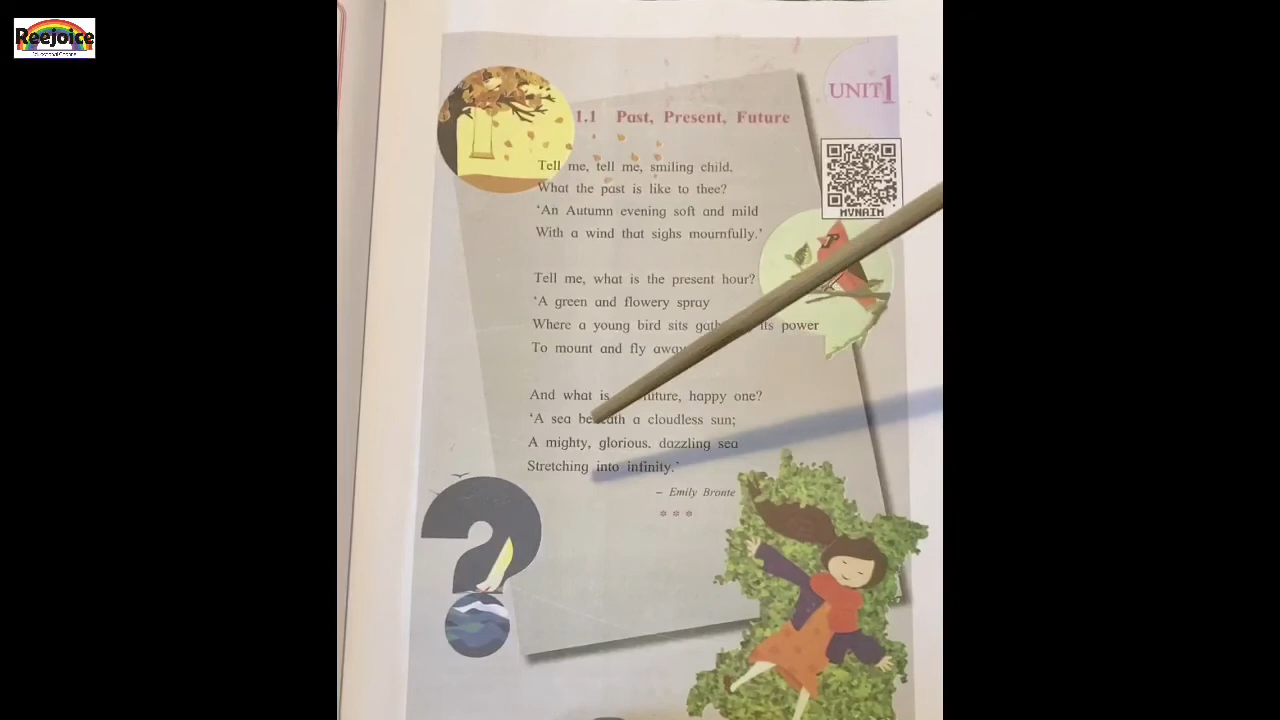 Reejoice
UNIT1
1.1 Past, Present, Future
MVNAIM
Tell me, tell me, smiling child,
What the past is like to thee?
‘An Autumn evening soft and mild
With a wind that sighs mournfully.’
Tell me, what is the present hour?
‘A green and flowery spray
Where a young bird sits its power
To mount and fly away
And what is future, happy one?
‘A sea beneath a cloudless sun;
A mighty, glorious, dazzling sea
Stretching into infinity.’
– Emily Bronte